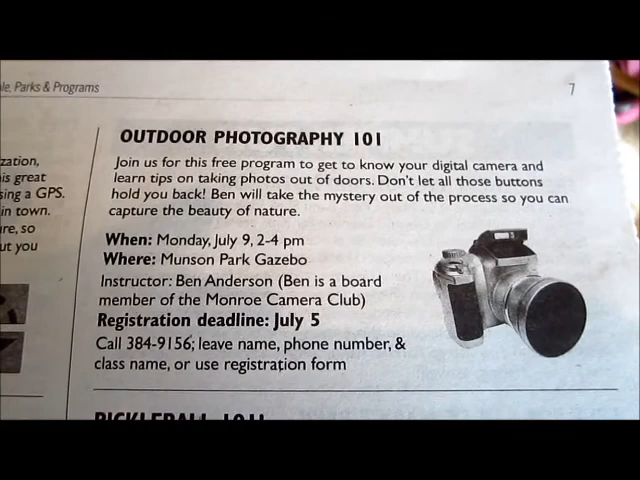 le, Parks & Programs
7
zation,
is great
sing a GPS.
in town.
re, so
ut you
OUTDOOR PHOTOGRAPHY 101
Join us for this free program to get to know your digital camera and
learn tips on taking photos out of doors. Don't let all those buttons
hold you back! Ben will take the mystery out of the process so you can
capture the beauty of nature.
When: Monday, July 9, 2-4 pm
Where: Munson Park Gazebo
Instructor: Ben Anderson (Ben is a board
member of the Monroe Camera Club)
Registration deadline: July 5
Call 384-9156; leave name, phone number, &
class name, or use registration form
PICKLEBALL 101!